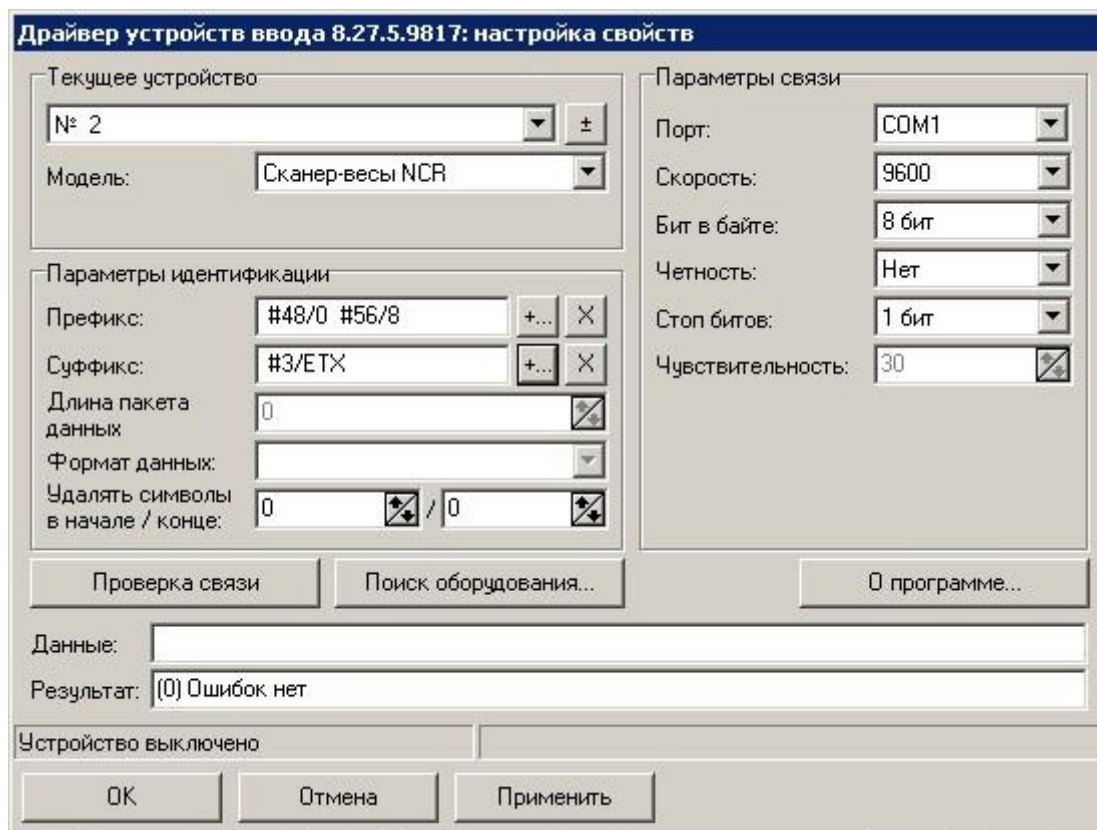 Драйвер устройств ввода 8.27.5.9817: настройка свойств
Текущее устройство
№ 2
±
Модель:
Сканер-весы NCR
Параметры идентификации
Префикс:
#48/0 #56/8
+...
X
Суффикс:
#3/ETX
+...
X
Длина пакета
данных
0
Формат данных:
Удалять символы
в начале / конце:
0
/
0
Параметры связи
Порт:
COM1
Скорость:
9600
Бит в байте:
8 бит
Четность:
Нет
Стоп битов:
1 бит
Чувствительность:
30
Проверка связи
Поиск оборудования...
О программе...
Данные:
Результат:
(0) Ошибок нет
Устройство выключено
OK
Отмена
Применить